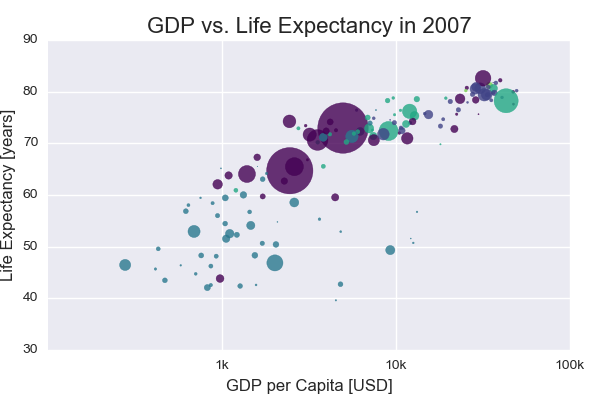 GDP vs. Life Expectancy in 2007
90
80
70
60
50
40
30
Life Expectancy [years]
1k
10k
100k
GDP per Capita [USD]